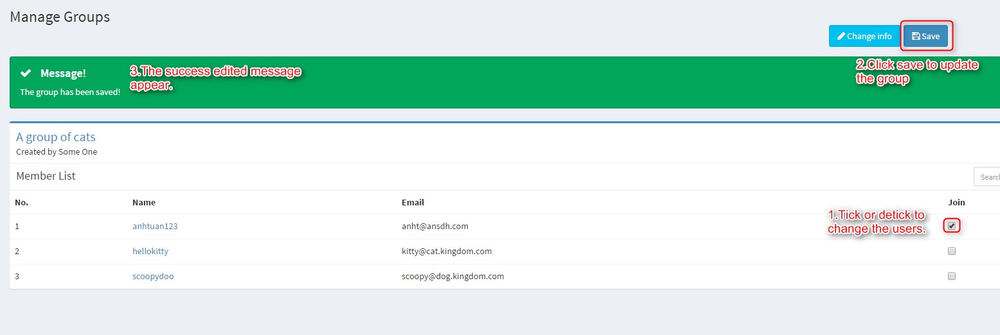 Manage Groups
Change info
Save
Message!
The group has been saved!
3.The success edited message
appear.
2.Click save to update
the group
A group of cats
Created by Some One
Member List
Search
No. Name Email Join
1 anhtuan123 anht@ansdh.com
1.Tick or detick to
change the users.
2 hellokitty kitty@cat.kingdom.com
3 scoopydoo scoopy@dog.kingdom.com